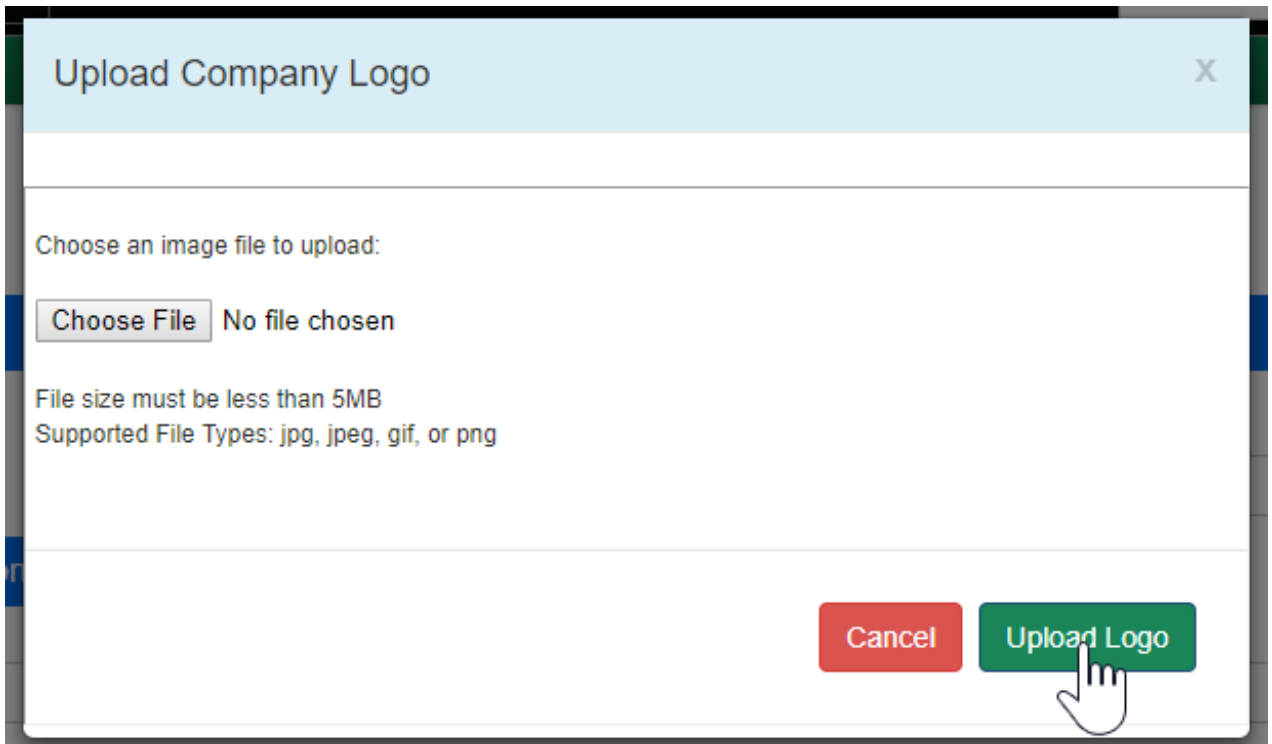 Upload Company Logo x
Choose an image file to upload:
Choose File No file chosen
File size must be less than 5MB
Supported File Types: jpg, jpeg, gif, or png
Cancel Upload Logo